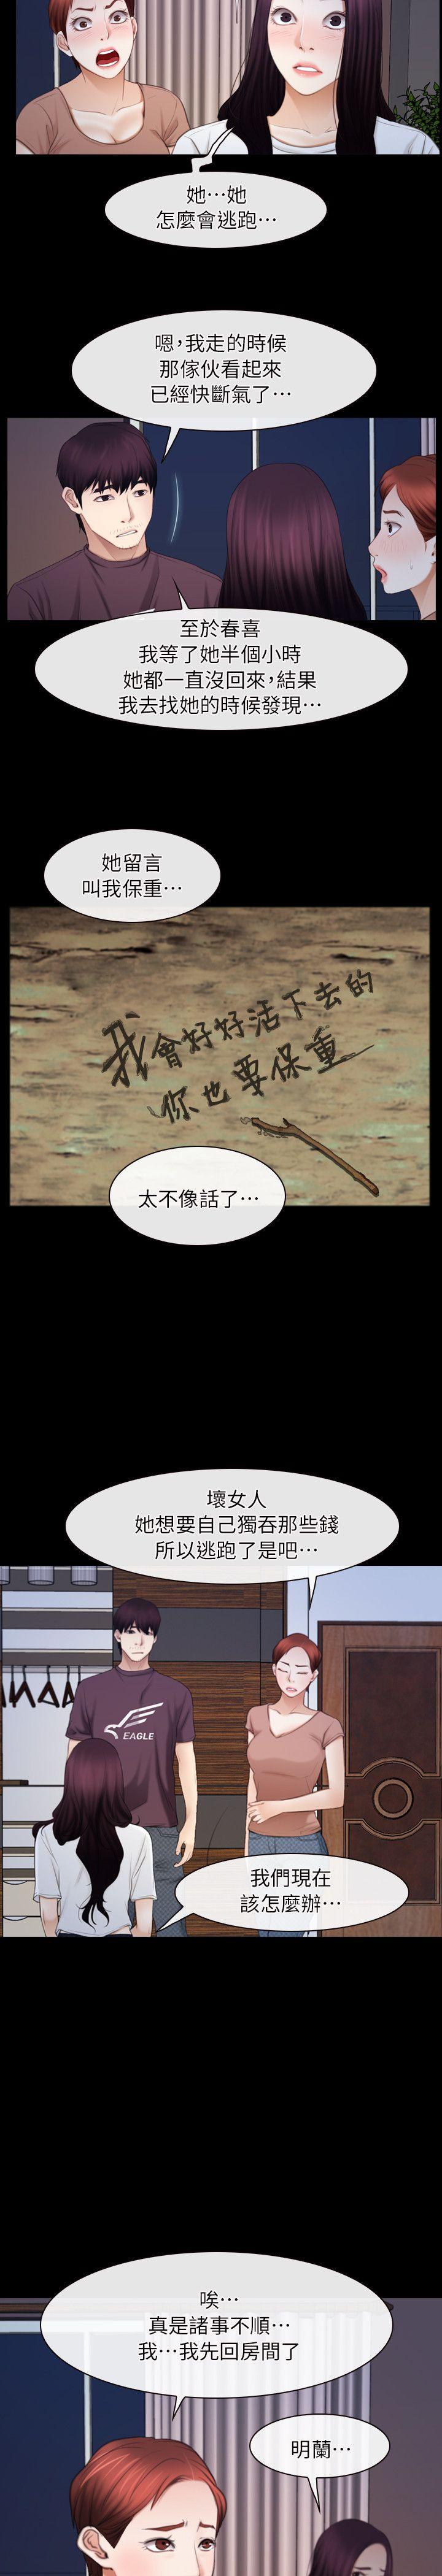 她⋯她
怎麼會逃跑⋯
嗯，我走的時候
那傢伙看起來
已經快斷氣了⋯
至於春喜
我等了她半個小時
她都一直沒回來，結果
我去找她的時候發現⋯
她留言
叫我保重⋯
我會好好活下去的
你也要保重
太不像話了⋯
壞女人
她想要自己獨吞那些錢
所以逃跑了是吧⋯
EAGLE
我們現在
該怎麼辦⋯
唉⋯
真是諸事不順⋯
我⋯我先回房間了
明蘭⋯